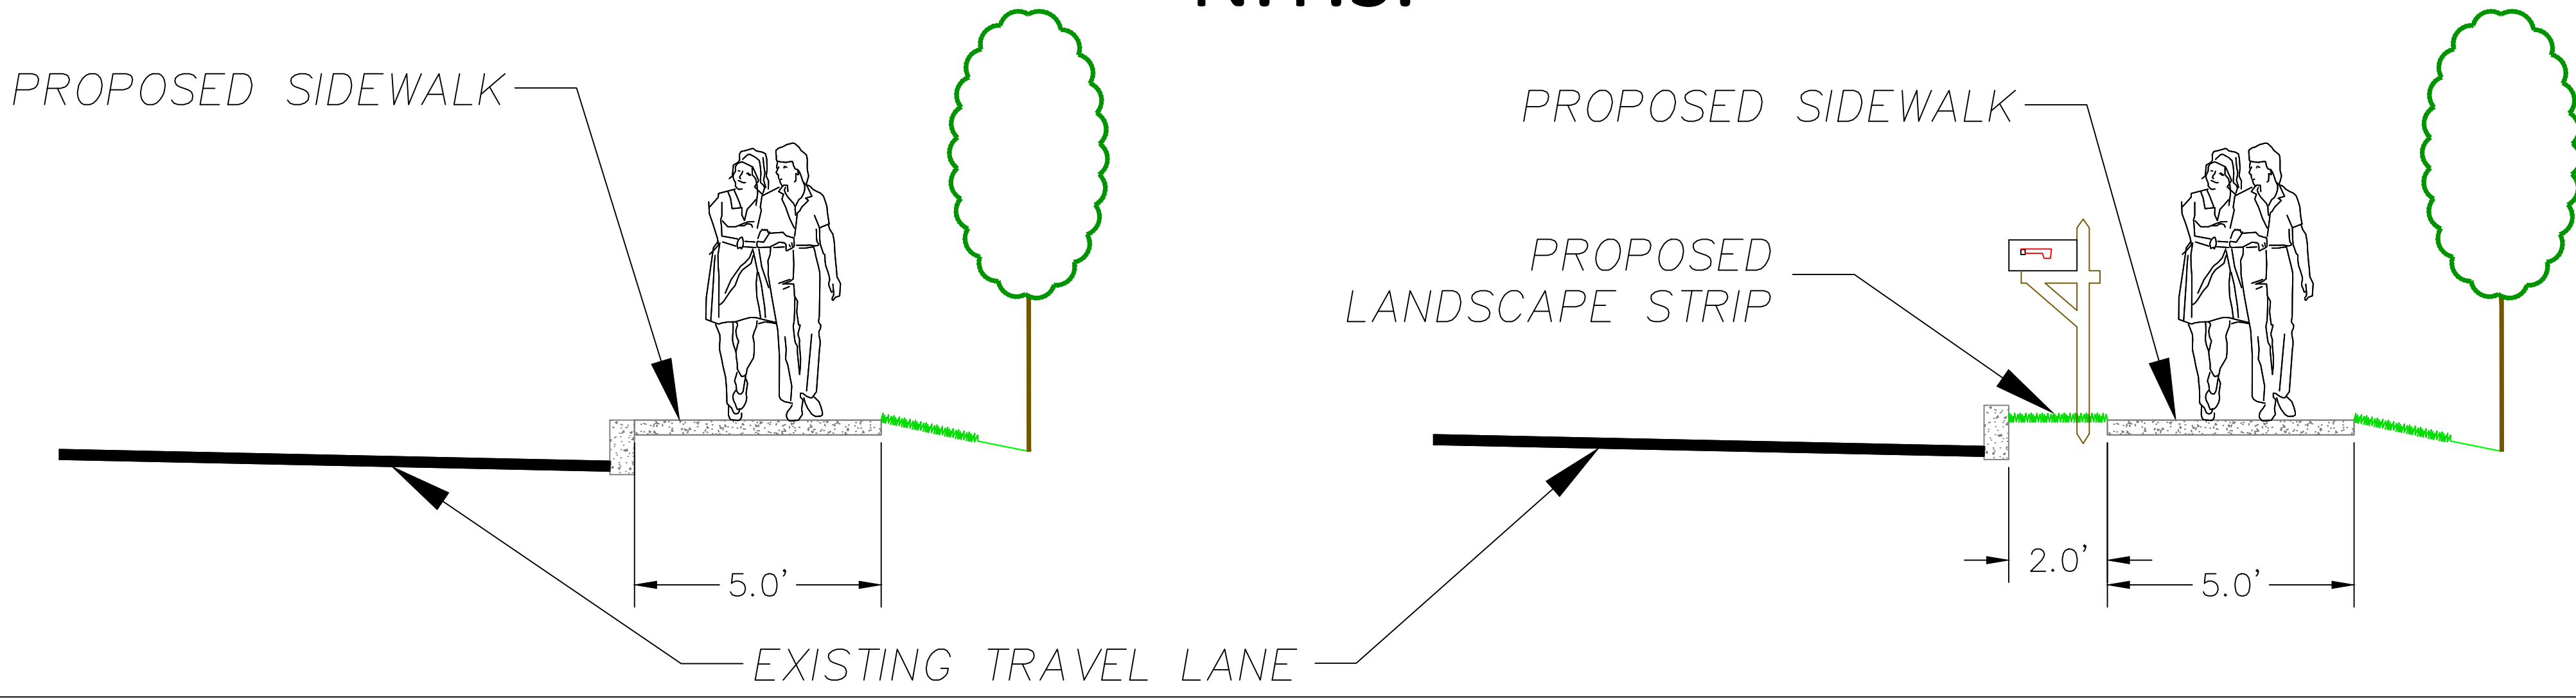 PROPOSED SIDEWALK
PROPOSED SIDEWALK
PROPOSED
LANDSCAPE STRIP
2.0'
5.0'
5.0'
EXISTING TRAVEL LANE